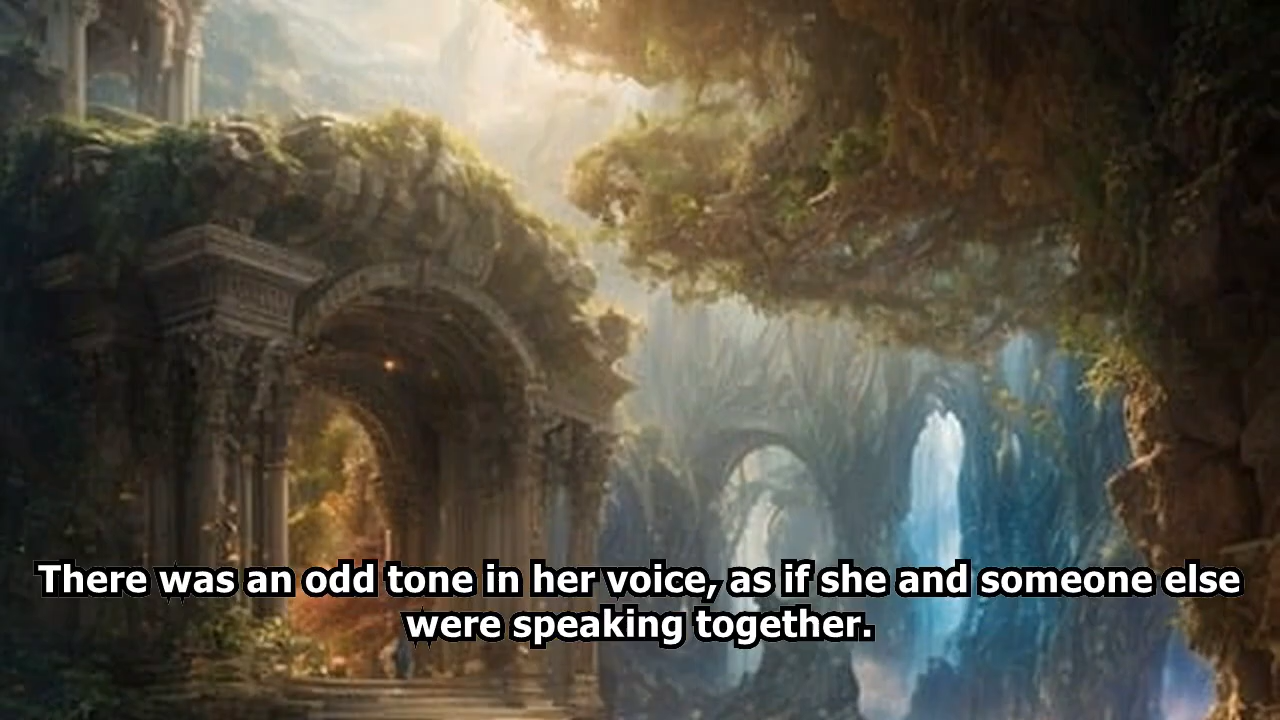 There was an odd tone in her voice, as if she and someone else
were speaking together.